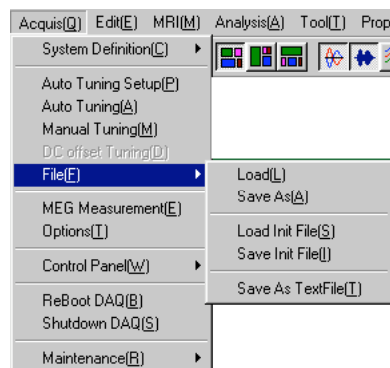 Acquis(Q) Edit(E) MRI(M) Analysis(A) Tool(T) Prop
System Definition(C)
Auto Tuning Setup(P)
Auto Tuning(A)
Manual Tuning(M)
DC offset Tuning(D)
File(F)
Load(L)
Save As(A)
MEG Measurement(E)
Load Init File(S)
Options(T)
Save Init File(I)
Control Panel(W)
Save As TextFile(T)
ReBoot DAQ(B)
Shutdown DAQ(S)
Maintenance(R)